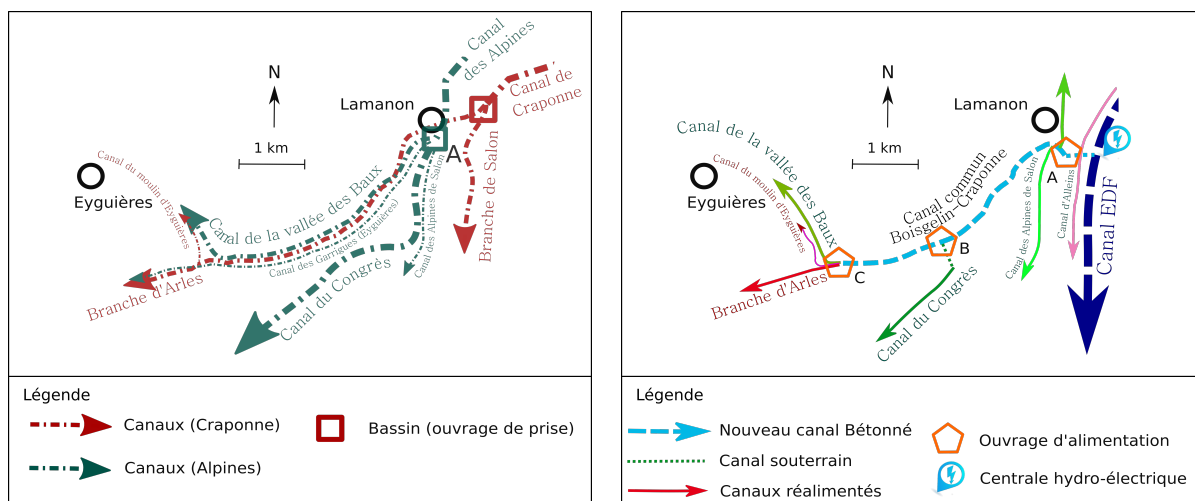 Canal
des Alpines
N
Lamanon
Canal de
Craponne
A
1 km
Canal du moulin d'Eyguières
Eyguières
Canal de la vallée des Baux
Canal des Garrigues (Eyguières)
Canal des Alpines de Salon
Branche de Salon
Branche d'Arles
Canal du Congrès
Légende
Canaux (Craponne)
Bassin (ouvrage de prise)
Canaux (Alpines)
N
Lamanon
1 km
Canal de la vallée des Baux
Canal du moulin d'Eyguières
Eyguières
Canal commun
Boisgelin-Craponne
A
Canal des Alpines de Salon
Canal d'Alleins
Canal EDF
B
C
Branche d'Arles
Canal du Congrès
Légende
Nouveau canal Bétonné
Ouvrage d'alimentation
Canal souterrain
Centrale hydro-électrique
Canaux réalimentés